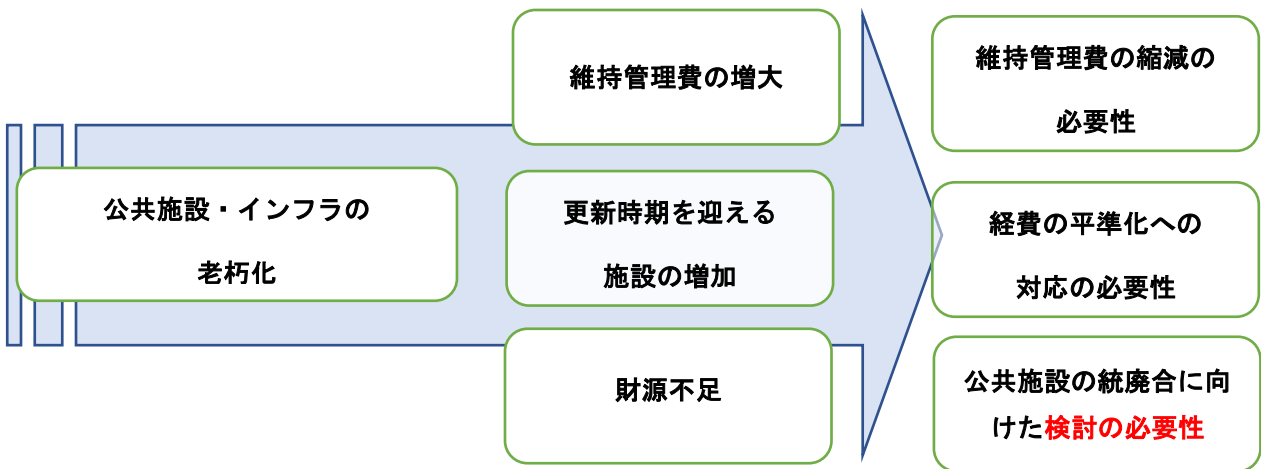 公共施設・インフラの
老朽化
維持管理費の増大
更新時期を迎える
施設の増加
財源不足
維持管理費の縮減の
必要性
経費の平準化への
対応の必要性
公共施設の統廃合に向
けた検討の必要性